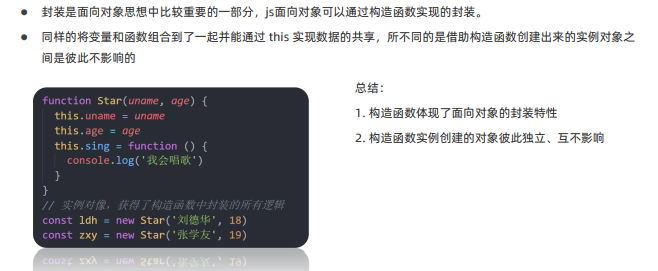 ● 封装是面向对象思想中比较重要的一部分，js面向对象可以通过构造函数实现的封装。
● 同样的将变量和函数组合到了一起并能通过 this 实现数据的共享，所不同的是借助构造函数创建出来的实例对象之
间是彼此不影响的
function Star(uname, age) {
  this.uname = uname
  this.age = age
  this.sing = function () {
    console.log('我会唱歌')
  }
}
// 实例对像，获得了构造函数中封装的所有逻辑
const ldh = new Star('刘德华', 18)
const zxy = new Star('张学友', 19)
总结：
1. 构造函数体现了面向对象的封装特性
2. 构造函数实例创建的对象彼此独立、互不影响